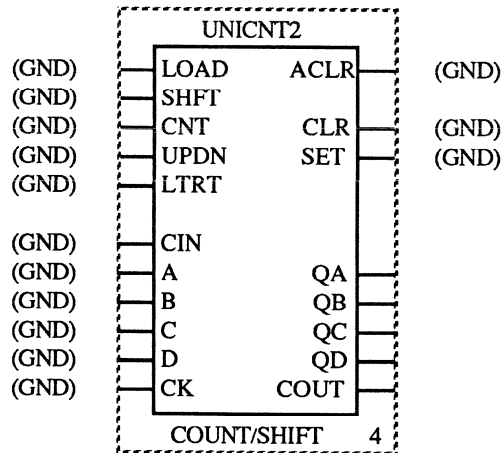 UNICNT2
(GND) LOAD ACLR (GND)
(GND) SHFT
(GND) CNT CLR (GND)
(GND) UPDN SET (GND)
(GND) LTRT
(GND) CIN
(GND) A QA
(GND) B QB
(GND) C QC
(GND) D QD
(GND) CK COUT
COUNT/SHIFT 4